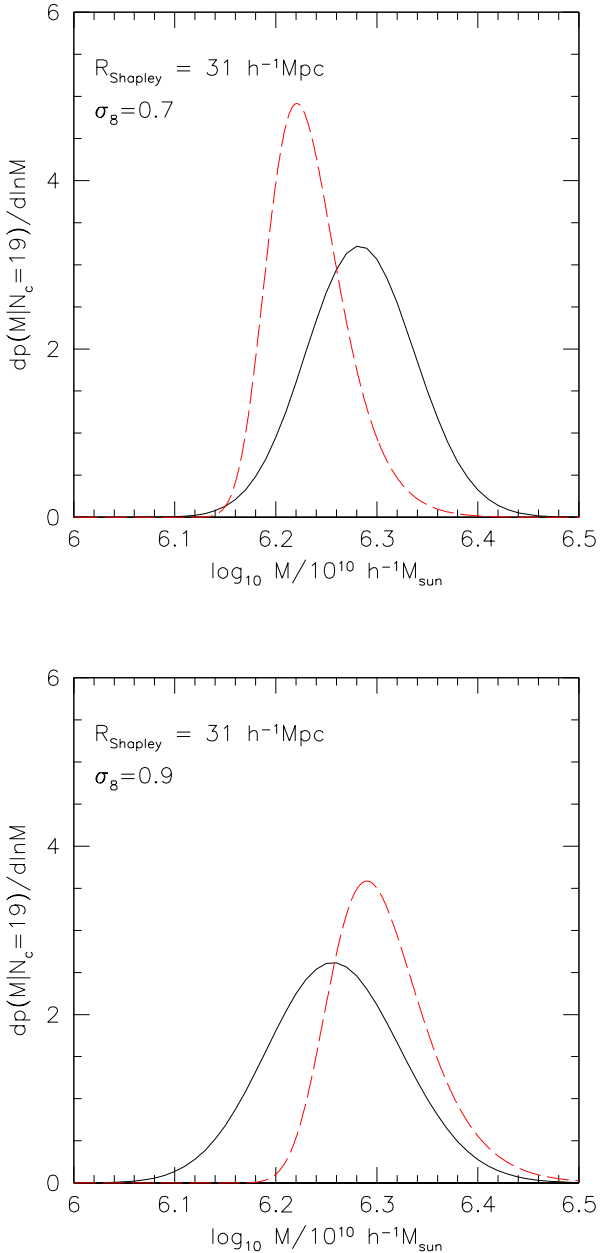 6
R_Shapley = 31 h⁻¹Mpc
σ₈=0.7
4
dp(M|N_c=19)/dlnM
2
0
6 6.1 6.2 6.3 6.4 6.5
log₁₀ M/10¹⁰ h⁻¹M_sun
6
R_Shapley = 31 h⁻¹Mpc
σ₈=0.9
4
dp(M|N_c=19)/dlnM
2
0
6 6.1 6.2 6.3 6.4 6.5
log₁₀ M/10¹⁰ h⁻¹M_sun